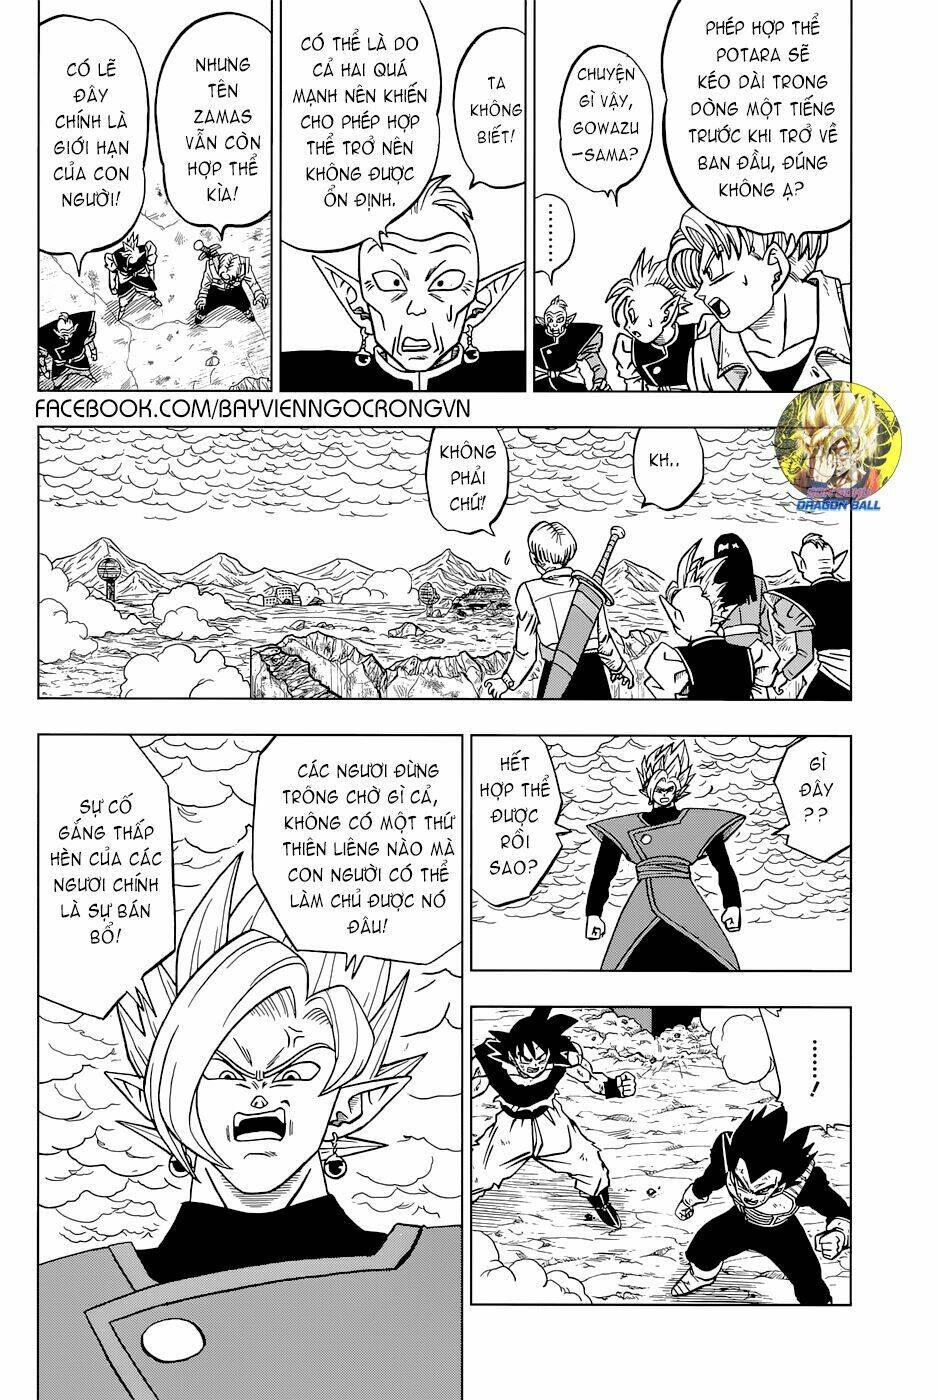 PHÉP HỢP THỂ
POTARA SẼ
KÉO DÀI TRONG
DÒNG MỘT TIẾNG
TRƯỚC KHI TRỞ VỀ
BAN ĐẦU, ĐÚNG
KHÔNG Ạ?
CHUYỆN
GÌ VẬY,
GOWAZU
-SAMA?
........
TA
KHÔNG
BIẾT!
CÓ THỂ LÀ DO
CẢ HAI QUÁ
MẠNH NÊN KHIẾN
CHO PHÉP HỢP
THỂ TRỞ NÊN
KHÔNG ĐƯỢC
ỔN ĐỊNH.
NHƯNG
TÊN
ZAMAS
VẪN CÒN
HỢP THỂ
KÌA!
CÓ LẼ
ĐÂY
CHÍNH LÀ
GIỚI HẠN
CỦA CON
NGƯỜI!
FACEBOOK.COM/BAYVIENNGOCRONGVN
KH..
KHÔNG
PHẢI
CHỨ!
DRAGON BALL
GÌ
ĐÂY
??
HẾT
HỢP THỂ
ĐƯỢC
RỒI
SAO?
......
CÁC NGƯƠI ĐỪNG
TRÔNG CHỜ GÌ CẢ,
KHÔNG CÓ MỘT THỨ
THIÊN LIÊNG NÀO MÀ
CON NGƯỜI CÓ THỂ
LÀM CHỦ ĐƯỢC NÓ
ĐÂU!
SỰ CỐ
GẮNG THẤP
HÈN CỦA CÁC
NGƯƠI CHÍNH
LÀ SỰ BÁN
BỔ!